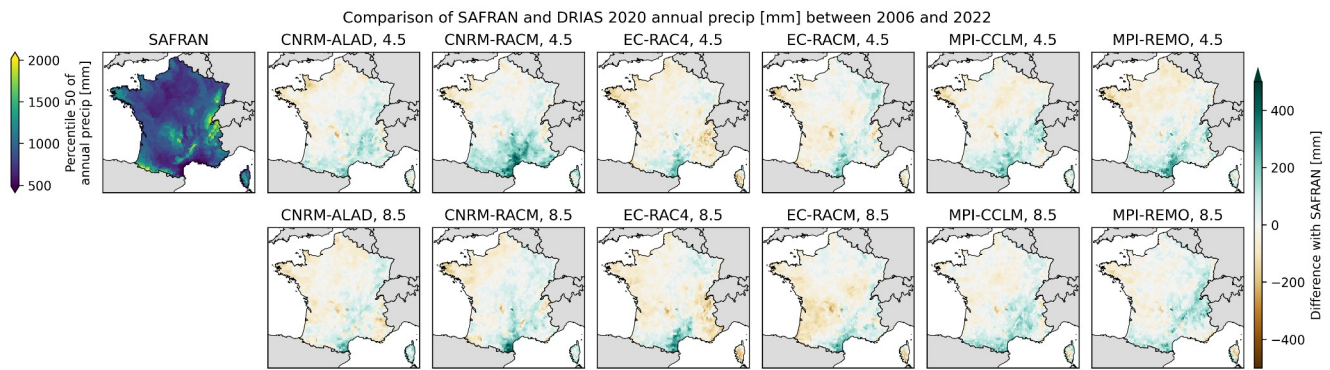 Comparison of SAFRAN and DRIAS 2020 annual precip [mm] between 2006 and 2022
SAFRAN
CNRM-ALAD, 4.5
CNRM-RACM, 4.5
EC-RAC4, 4.5
EC-RACM, 4.5
MPI-CCLM, 4.5
MPI-REMO, 4.5
2000
1500
1000
500
Percentile 50 of
annual precip [mm]
CNRM-ALAD, 8.5
CNRM-RACM, 8.5
EC-RAC4, 8.5
EC-RACM, 8.5
MPI-CCLM, 8.5
MPI-REMO, 8.5
400
200
0
−200
−400
Difference with SAFRAN [mm]